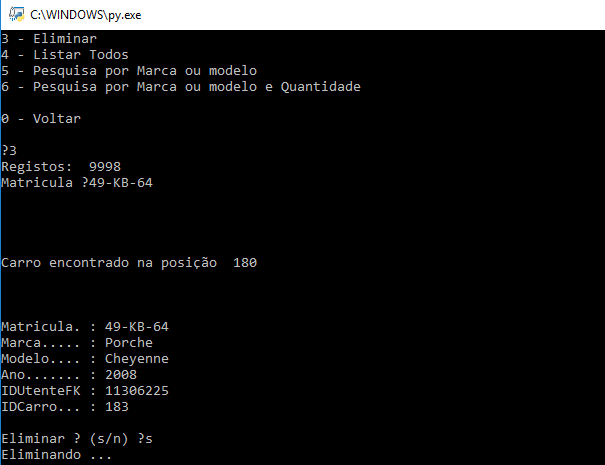 C:\WINDOWS\py.exe
3 - Eliminar
4 - Listar Todos
5 - Pesquisa por Marca ou modelo
6 - Pesquisa por Marca ou modelo e Quantidade
0 - Voltar
?3
Registos:  9998
Matricula ?49-KB-64
Carro encontrado na posição  180
Matricula. : 49-KB-64
Marca..... : Porche
Modelo.... : Cheyenne
Ano....... : 2008
IDUtenteFK : 11306225
IDCarro... : 183
Eliminar ? (s/n) ?s
Eliminando ...